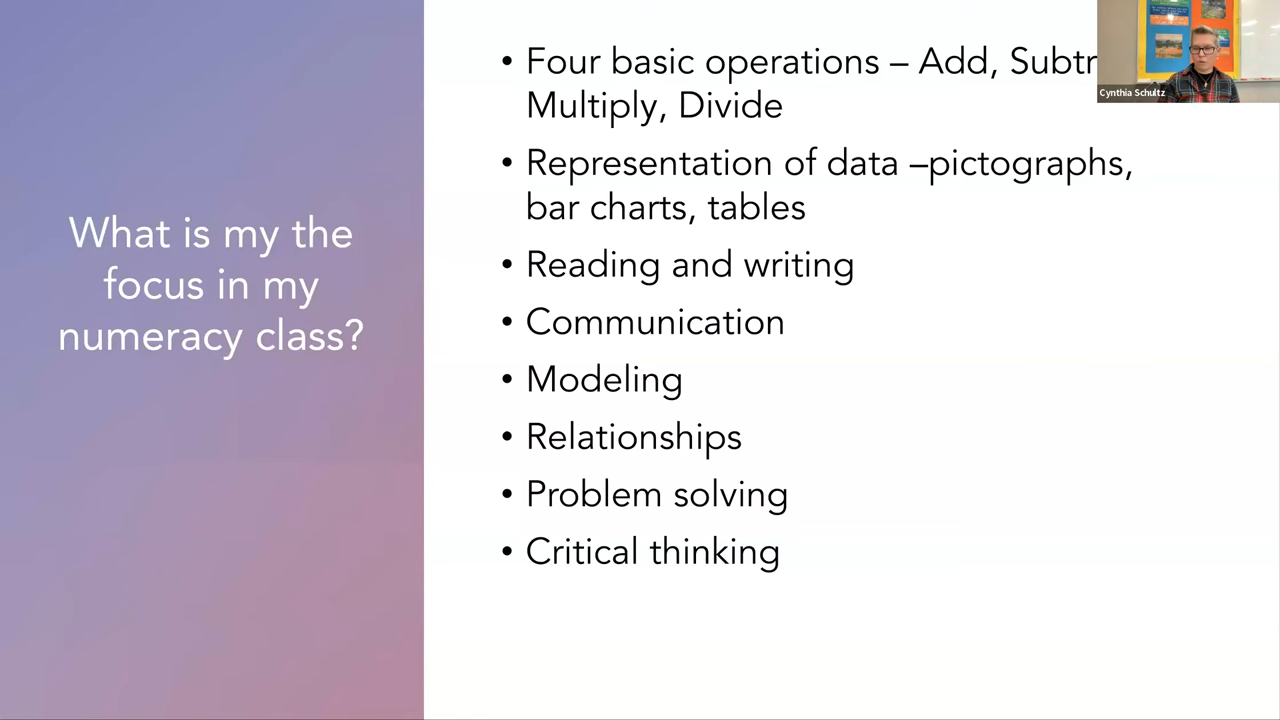 What is my the
focus in my
numeracy class?
• Four basic operations – Add, Subtr
Multiply, Divide
• Representation of data –pictographs,
bar charts, tables
• Reading and writing
• Communication
• Modeling
• Relationships
• Problem solving
• Critical thinking
Cynthia Schultz